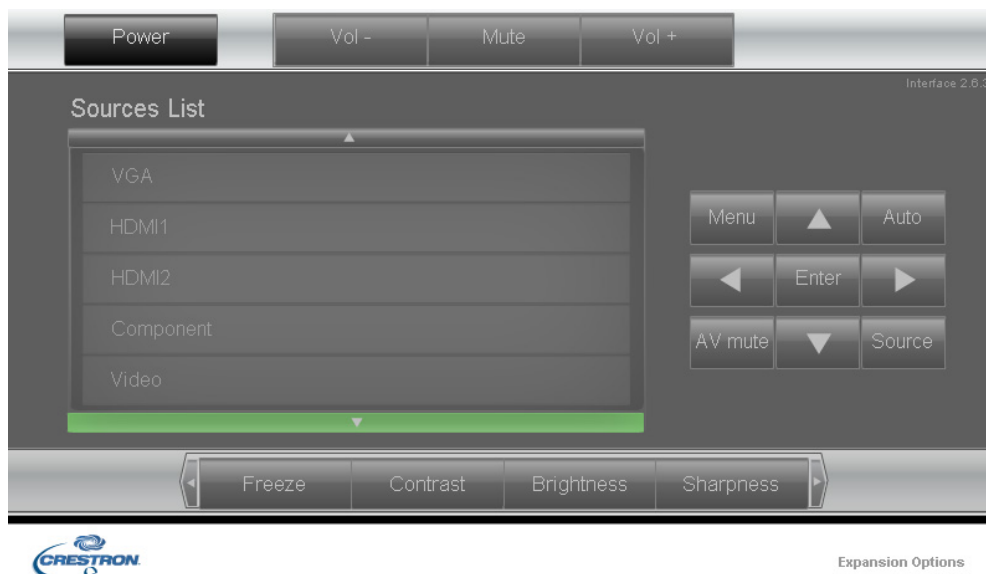 Power Vol - Mute Vol +
Interface 2.6.3
Sources List
VGA
HDMI1
HDMI2
Component
Video
Menu Auto
Enter
AV mute Source
Freeze Contrast Brightness Sharpness
CRESTRON
Expansion Options